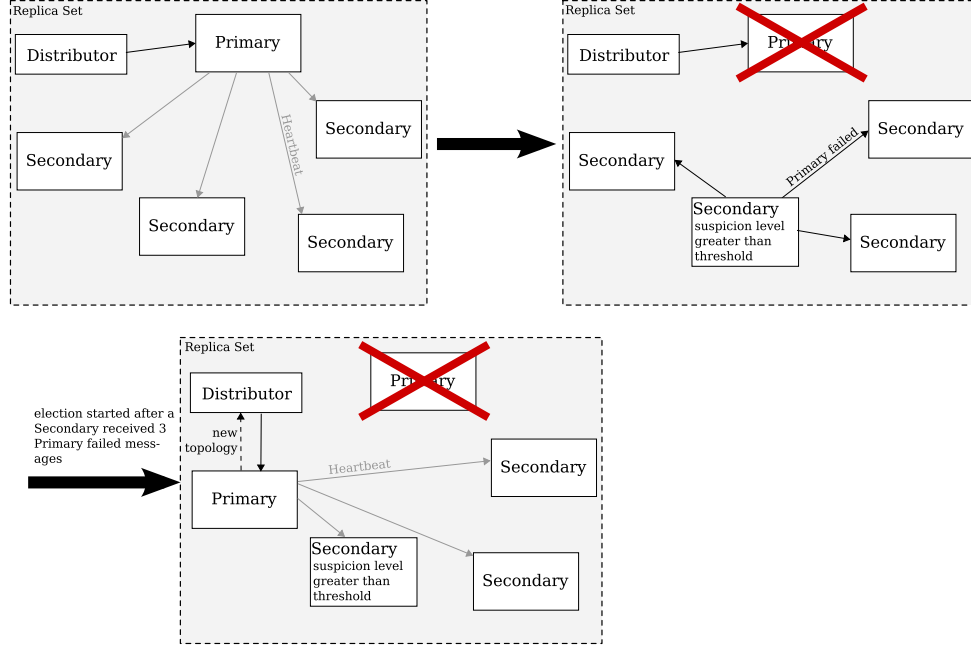 Replica Set
Distributor
Primary
Secondary
Secondary
Heartbeat
Secondary
Secondary
Replica Set
Distributor
Primary
Secondary
Primary failed
Secondary
Secondary
suspicion level
greater than
threshold
Secondary
election started after a
Secondary received 3
Primary failed mess-
ages
Replica Set
Distributor
Primary
new
topology
Primary
Heartbeat
Secondary
Secondary
suspicion level
greater than
threshold
Secondary